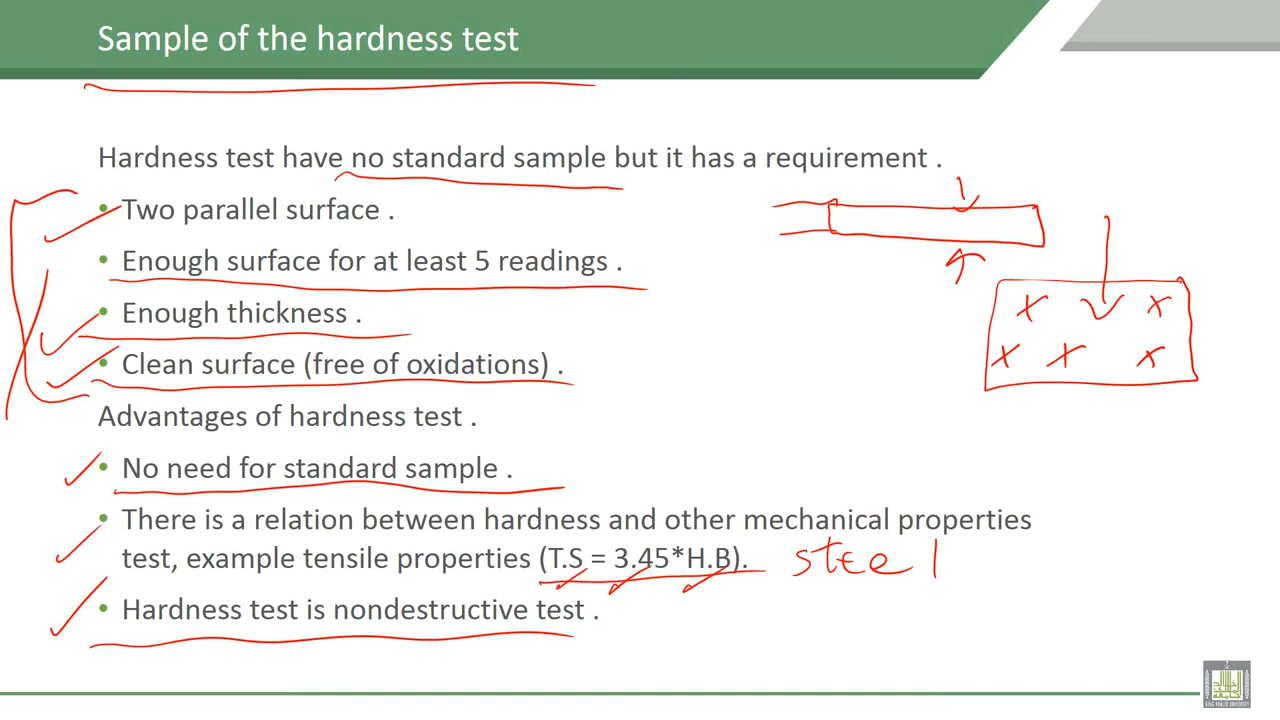 Sample of the hardness test
Hardness test have no standard sample but it has a requirement .
• Two parallel surface .
• Enough surface for at least 5 readings .
• Enough thickness .
• Clean surface (free of oxidations) .
Advantages of hardness test .
• No need for standard sample .
• There is a relation between hardness and other mechanical properties
test, example tensile properties (T.S = 3.45*H.B). steel
• Hardness test is nondestructive test .
KING KHALID UNIVERSITY